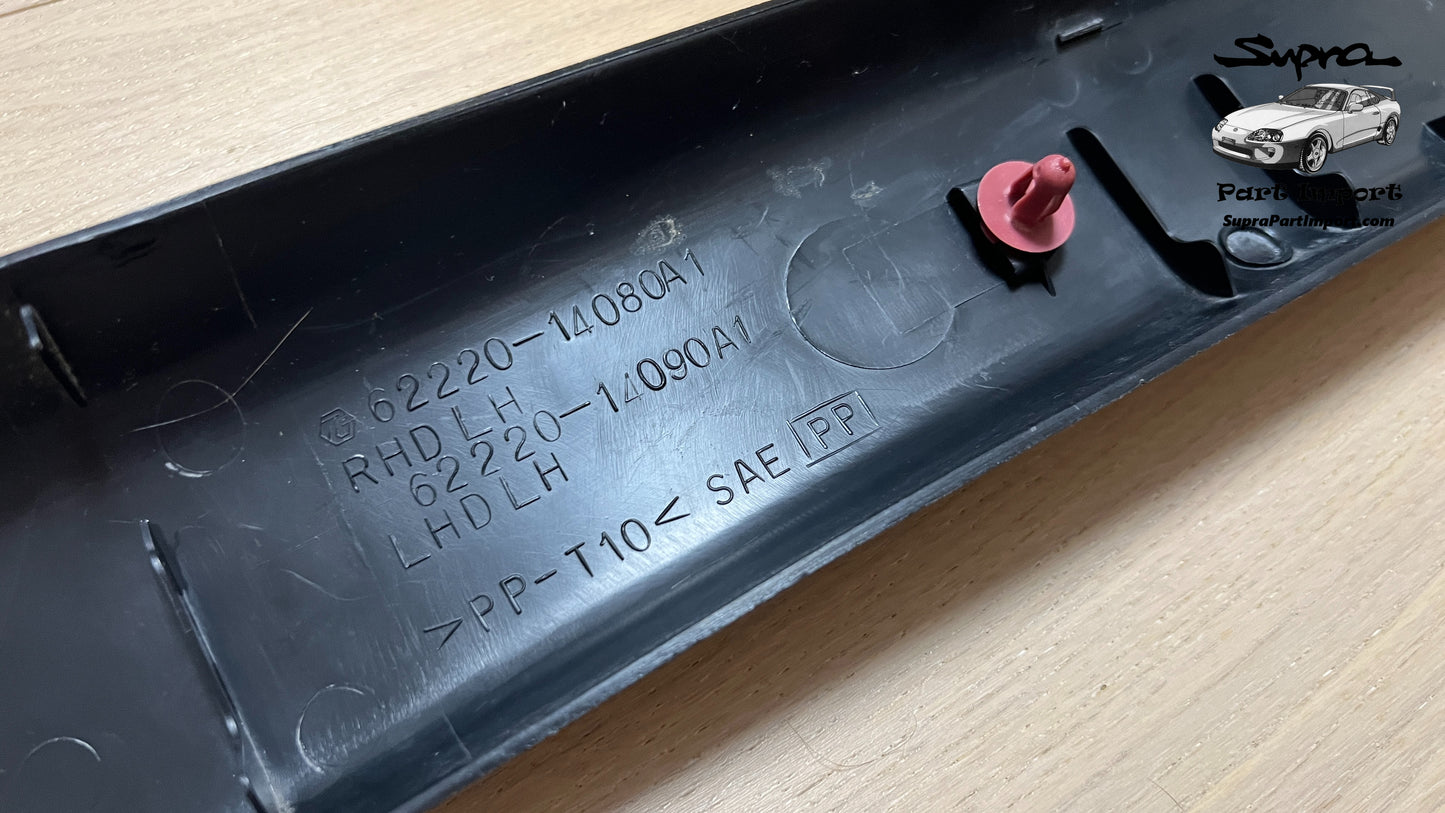 62220-14080A1
RHD LH
62220-14090A1
LHD LH
>PP-T10< SAE PP
Supra
Part Import
SupraPartImport.com